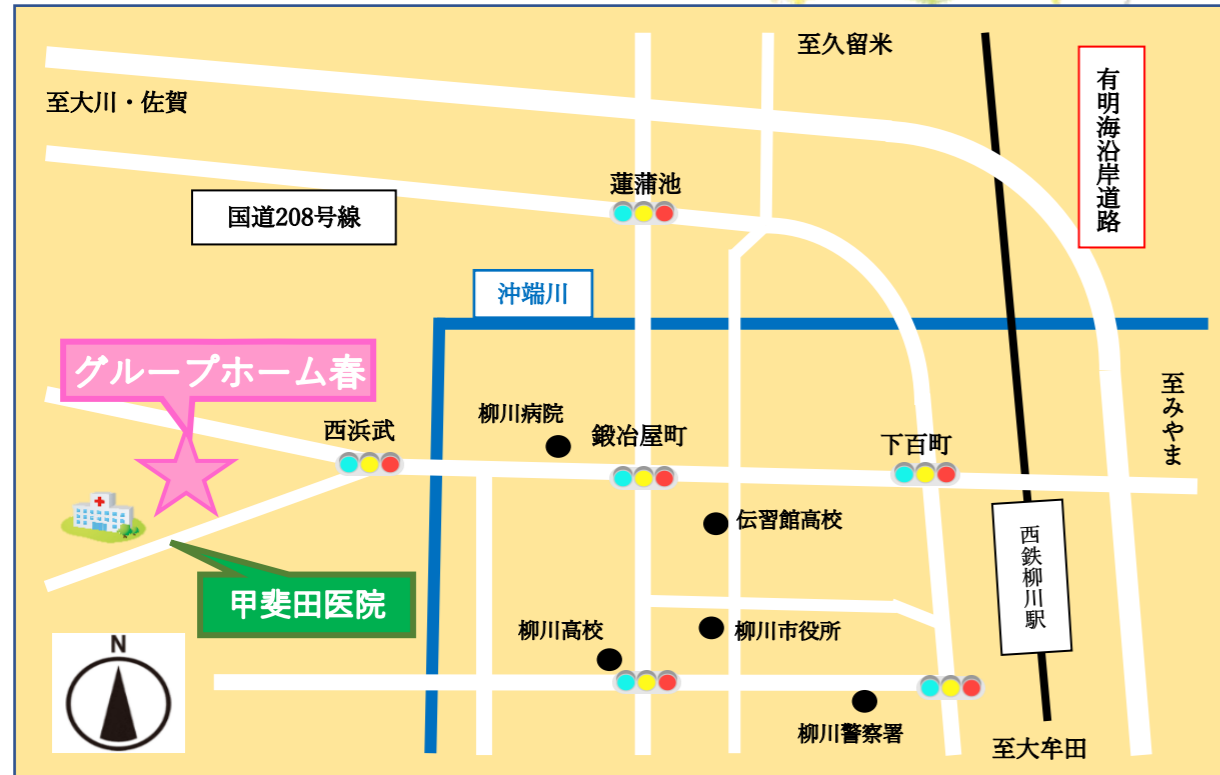 至久留米
有明海沿岸道路
至大川・佐賀
蓮蒲池
国道208号線
沖端川
グループホーム春
至みやま
柳川病院
西浜武
鍛冶屋町
下百町
伝習館高校
西鉄柳川駅
甲斐田医院
柳川高校
柳川市役所
N
柳川警察署
至大牟田